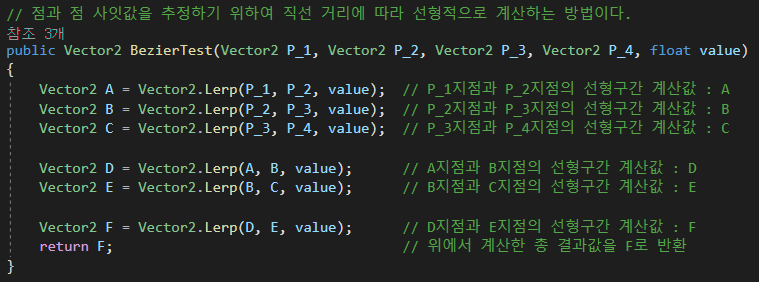 // 점과 점 사잇값을 추정하기 위하여 직선 거리에 따라 선형적으로 계산하는 방법이다.
참조 3개
public Vector2 BezierTest(Vector2 P_1, Vector2 P_2, Vector2 P_3, Vector2 P_4, float value)
{
Vector2 A = Vector2.Lerp(P_1, P_2, value); // P_1지점과 P_2지점의 선형구간 계산값 : A
Vector2 B = Vector2.Lerp(P_2, P_3, value); // P_2지점과 P_3지점의 선형구간 계산값 : B
Vector2 C = Vector2.Lerp(P_3, P_4, value); // P_3지점과 P_4지점의 선형구간 계산값 : C
Vector2 D = Vector2.Lerp(A, B, value); // A지점과 B지점의 선형구간 계산값 : D
Vector2 E = Vector2.Lerp(B, C, value); // B지점과 C지점의 선형구간 계산값 : E
Vector2 F = Vector2.Lerp(D, E, value); // D지점과 E지점의 선형구간 계산값 : F
return F; // 위에서 계산한 총 결과값을 F로 반환
}